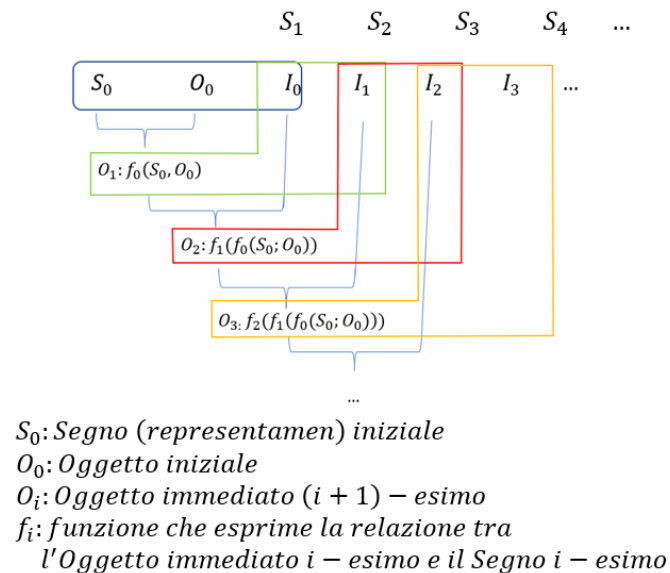 S₁ S₂ S₃ S₄ ...
S₀ O₀ I₀ I₁ I₂ I₃ ...
O₁: f₀(S₀, O₀)
O₂: f₁(f₀(S₀; O₀))
O₃: f₂(f₁(f₀(S₀; O₀)))
...
S₀: Segno (representamen) iniziale
O₀: Oggetto iniziale
Oᵢ: Oggetto immediato (i + 1) − esimo
fᵢ: funzione che esprime la relazione tra
l'Oggetto immediato i − esimo e il Segno i − esimo